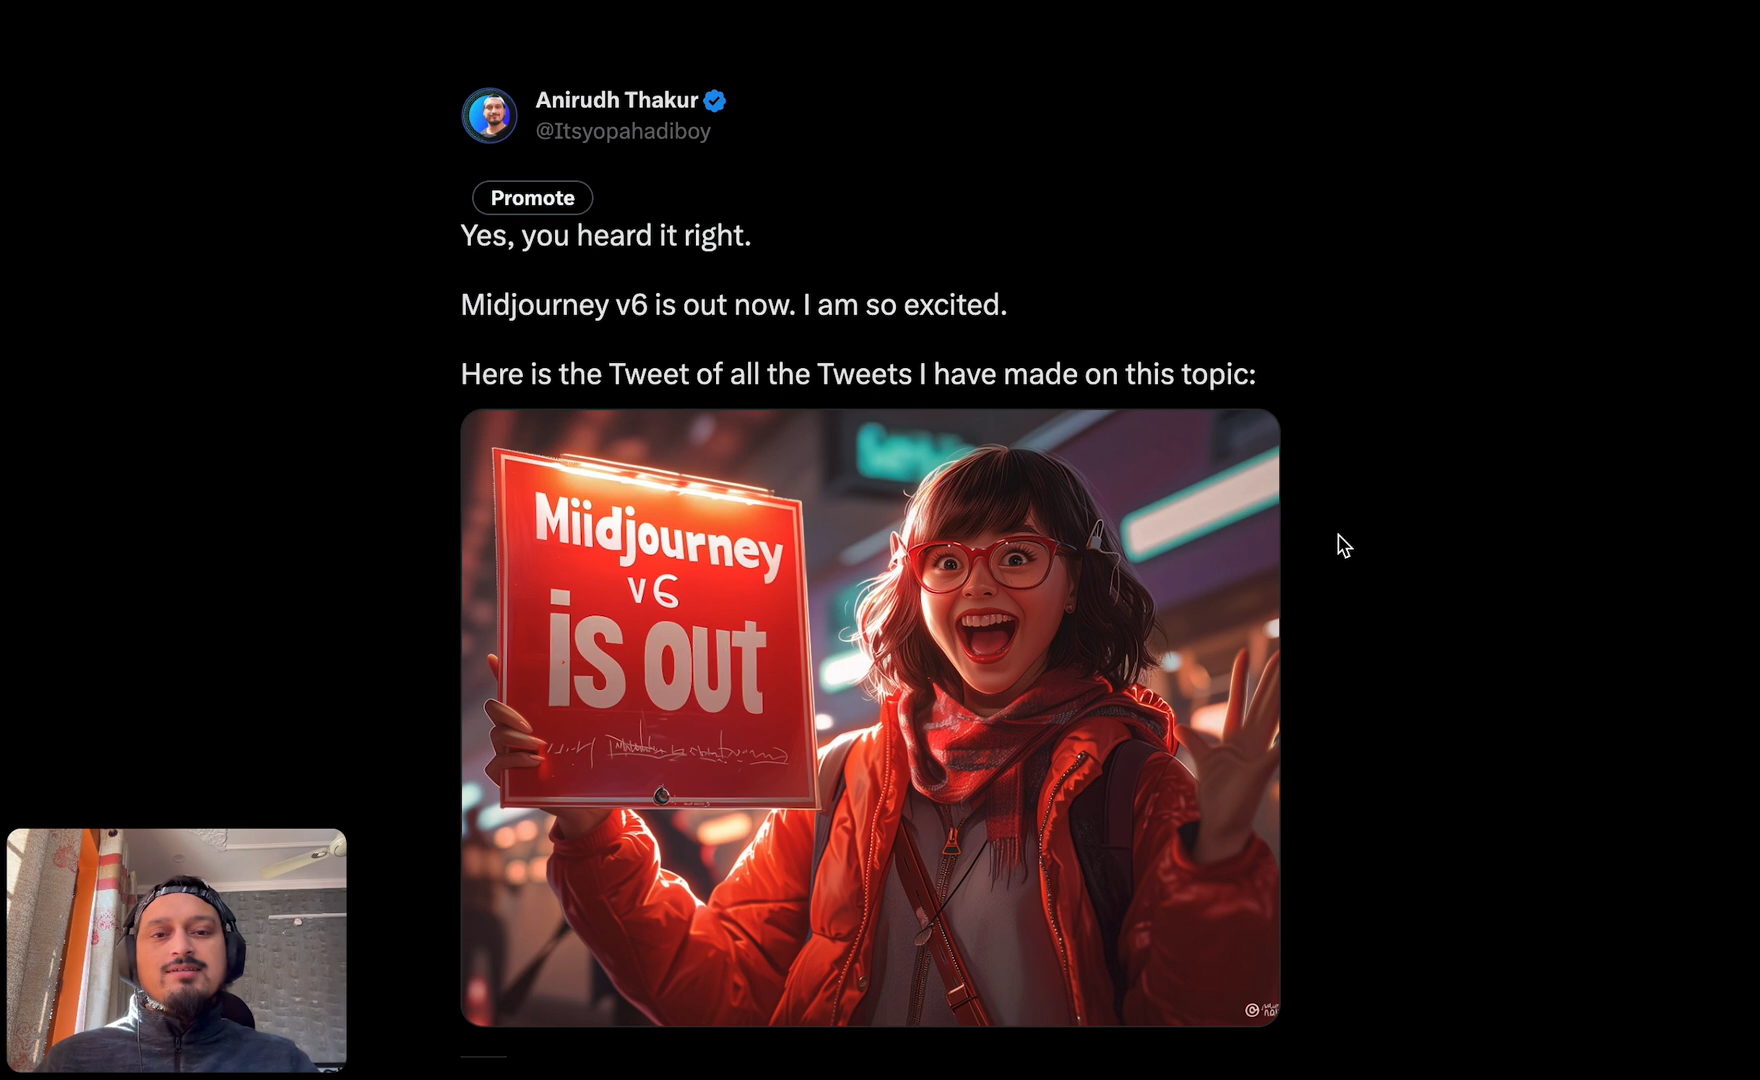 Anirudh Thakur
@Itsyopahadiboy
Promote
Yes, you heard it right.
Midjourney v6 is out now. I am so excited.
Here is the Tweet of all the Tweets I have made on this topic:
Miidjourney
v6
is out